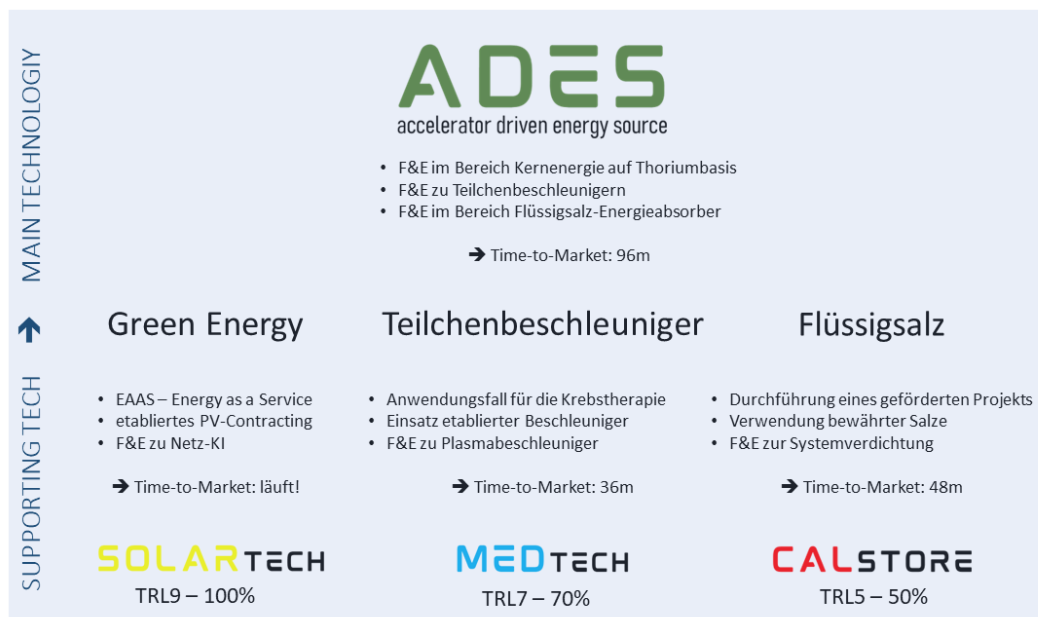 MAIN TECHNOLOGIY
ADES
accelerator driven energy source
• F&E im Bereich Kernenergie auf Thoriumbasis
• F&E zu Teilchenbeschleunigern
• F&E im Bereich Flüssigsalz-Energieabsorber
➔ Time-to-Market: 96m
SUPPORTING TECH
Green Energy
• EAAS – Energy as a Service
• etabliertes PV-Contracting
• F&E zu Netz-KI
➔ Time-to-Market: läuft!
SOLARTECH
TRL9 – 100%
Teilchenbeschleuniger
• Anwendungsfall für die Krebstherapie
• Einsatz etablierter Beschleuniger
• F&E zu Plasmabeschleuniger
➔ Time-to-Market: 36m
MEDTECH
TRL7 – 70%
Flüssigsalz
• Durchführung eines geförderten Projekts
• Verwendung bewährter Salze
• F&E zur Systemverdichtung
➔ Time-to-Market: 48m
CALSTORE
TRL5 – 50%